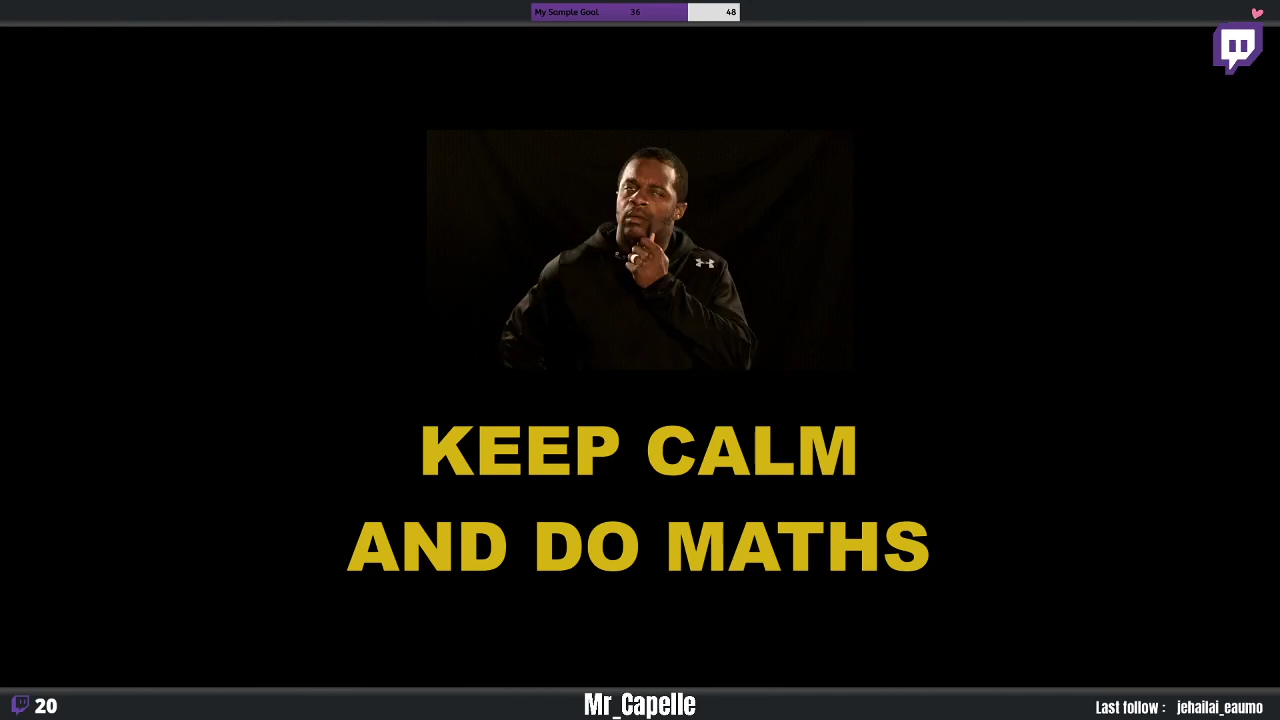 My Sample Goal 36 48
KEEP CALM
AND DO MATHS
20
Mr_Capelle
Last follow : jehailai_eaumo